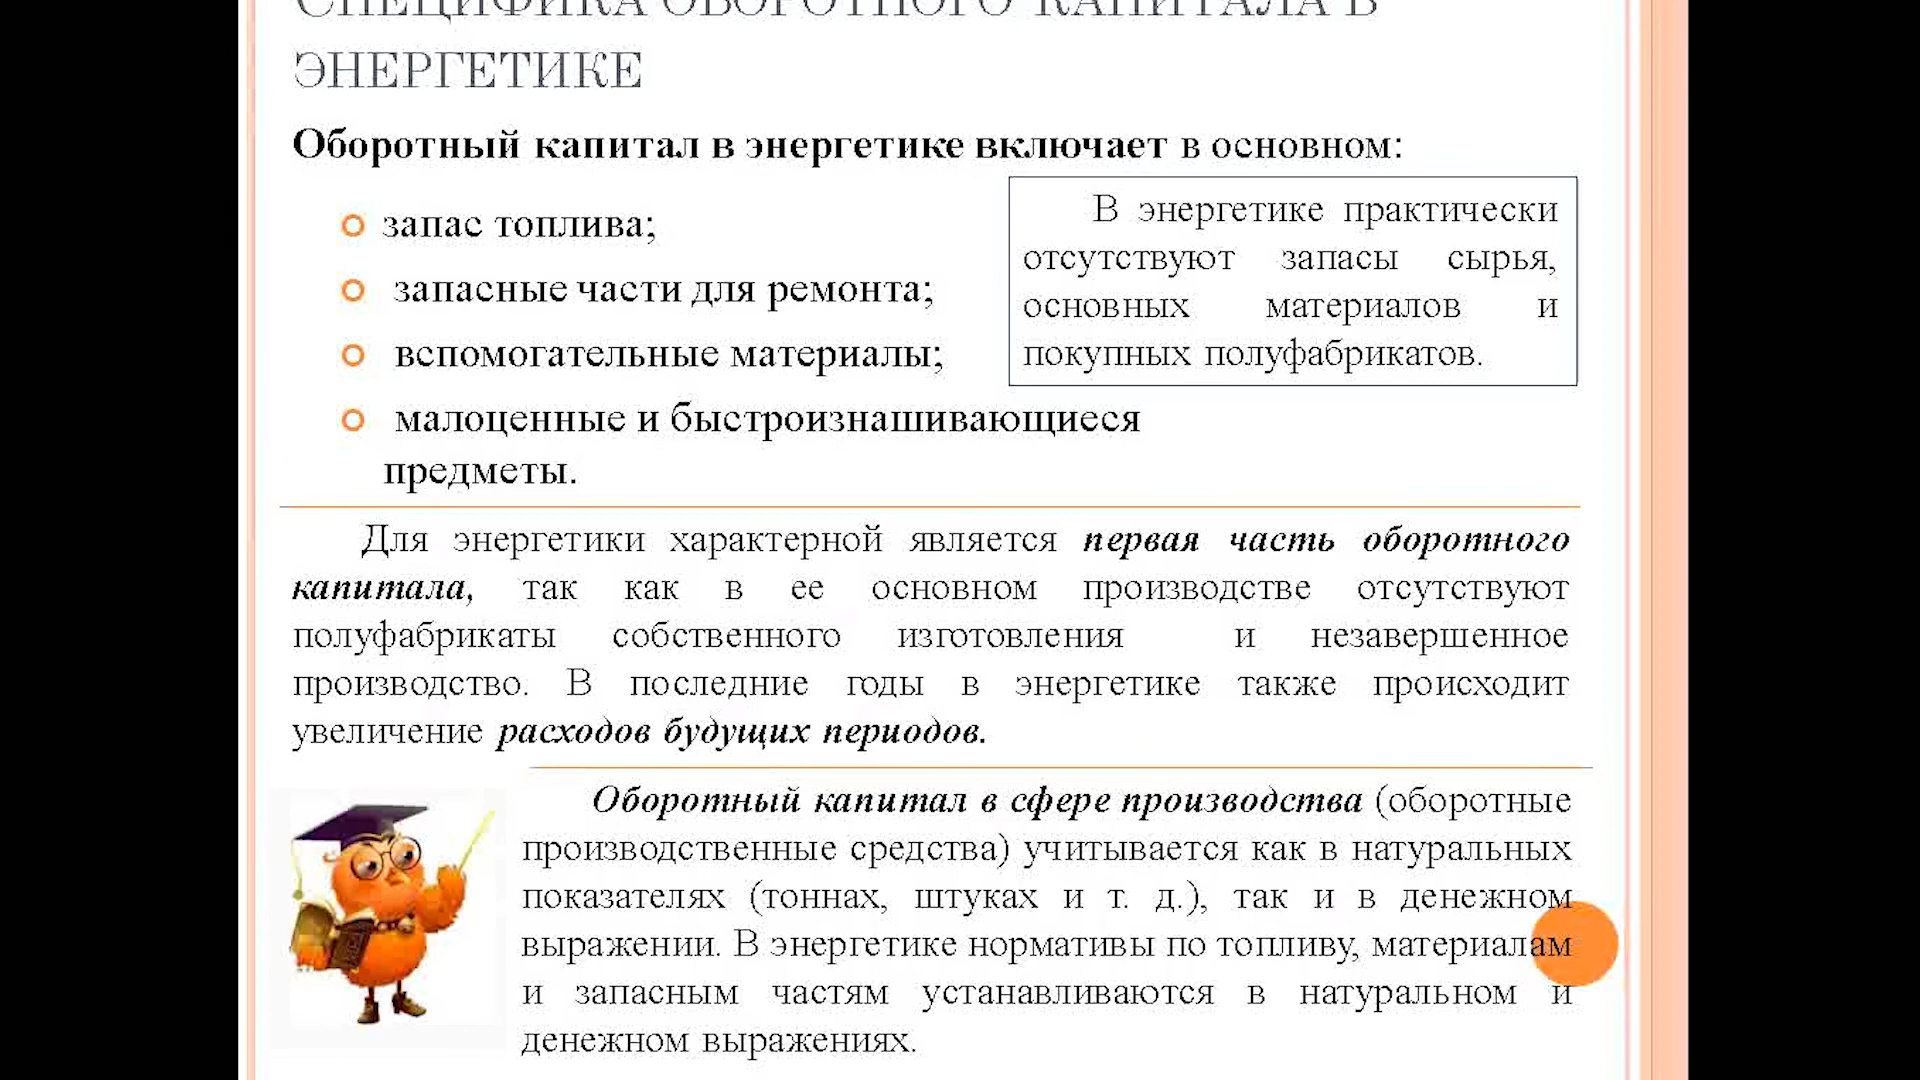 СПЕЦИФИКА ОБОРОТНОГО КАПИТАЛА В
ЭНЕРГЕТИКЕ
Оборотный капитал в энергетике включает в основном:
запас топлива;
запасные части для ремонта;
вспомогательные материалы;
малоценные и быстроизнашивающиеся
предметы.
В энергетике практически
отсутствуют запасы сырья,
основных материалов и
покупных полуфабрикатов.
Для энергетики характерной является первая часть оборотного
капитала, так как в ее основном производстве отсутствуют
полуфабрикаты собственного изготовления и незавершенное
производство. В последние годы в энергетике также происходит
увеличение расходов будущих периодов.
Оборотный капитал в сфере производства (оборотные
производственные средства) учитывается как в натуральных
показателях (тоннах, штуках и т. д.), так и в денежном
выражении. В энергетике нормативы по топливу, материалам
и запасным частям устанавливаются в натуральном и
денежном выражениях.